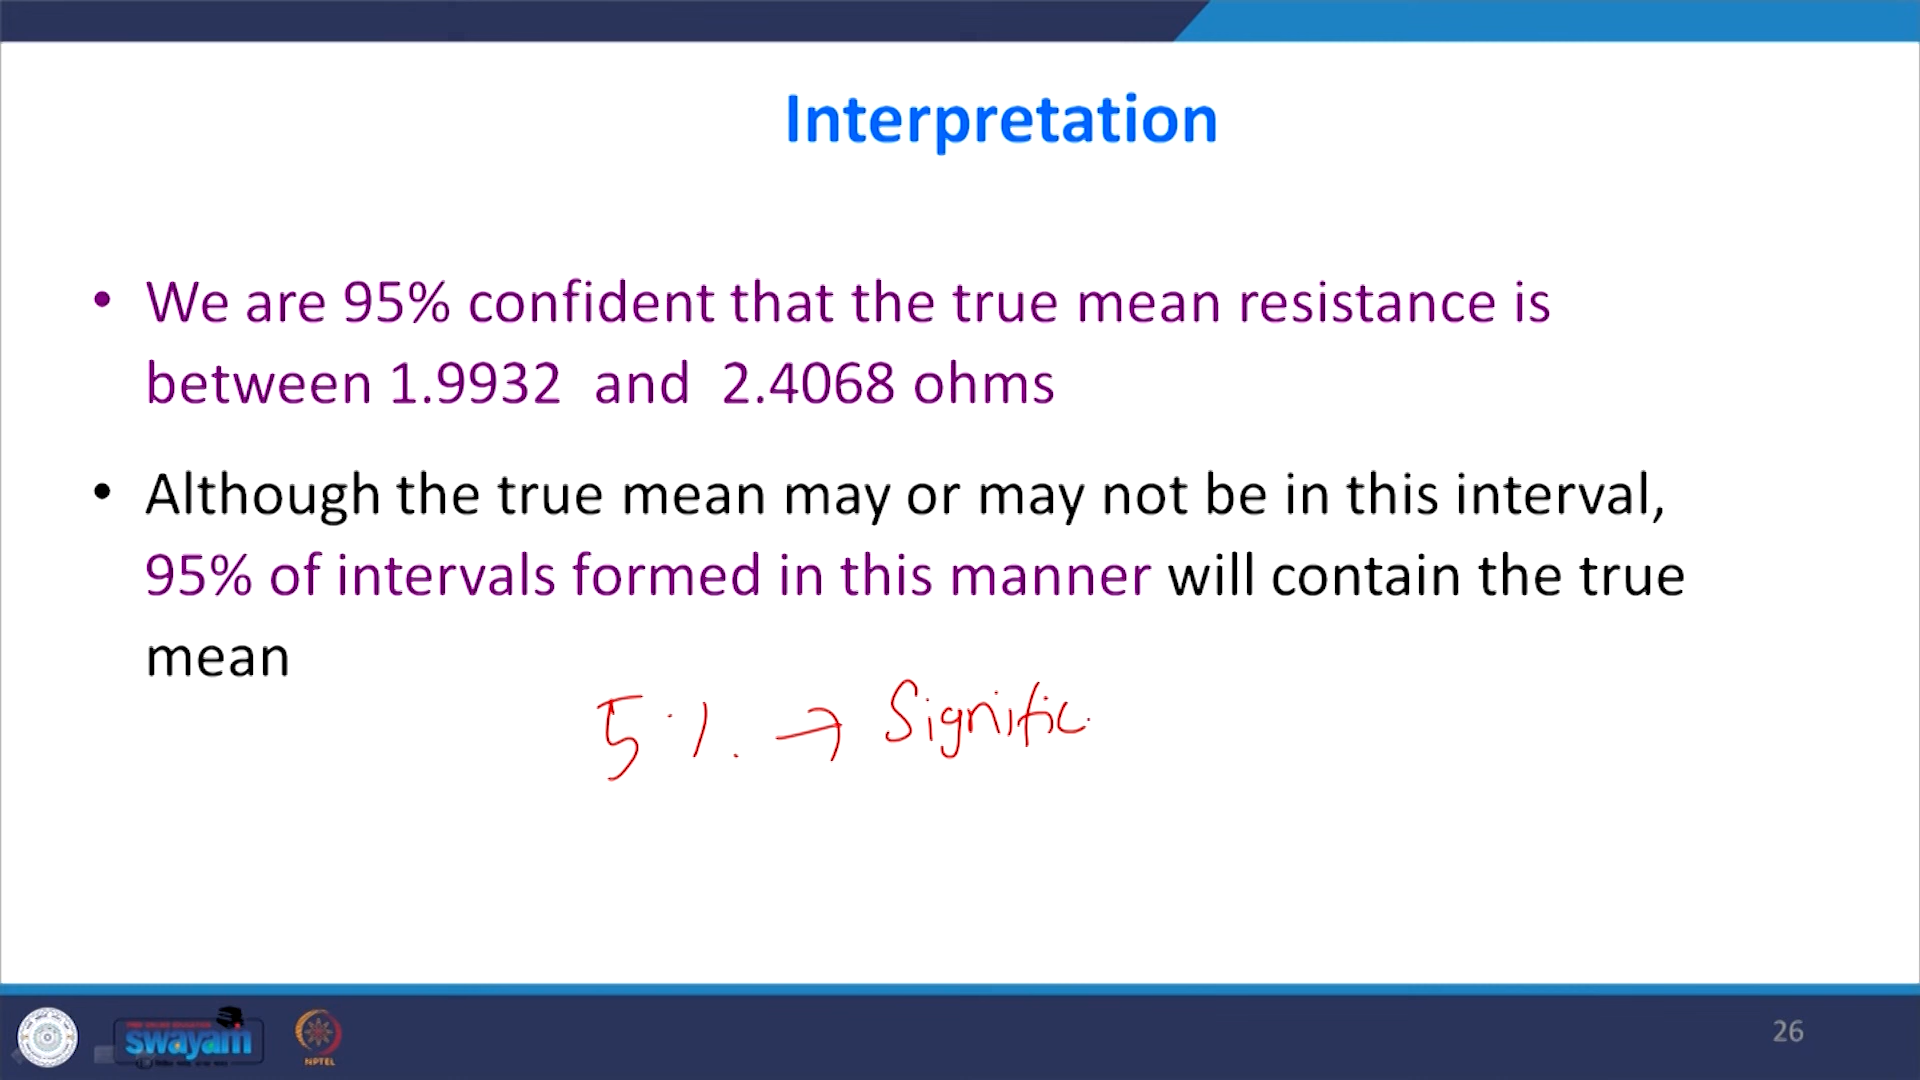 Interpretation
• We are 95% confident that the true mean resistance is
between 1.9932 and 2.4068 ohms
• Although the true mean may or may not be in this interval,
95% of intervals formed in this manner will contain the true
mean
5 % → Signific
swayam
NPTEL
26